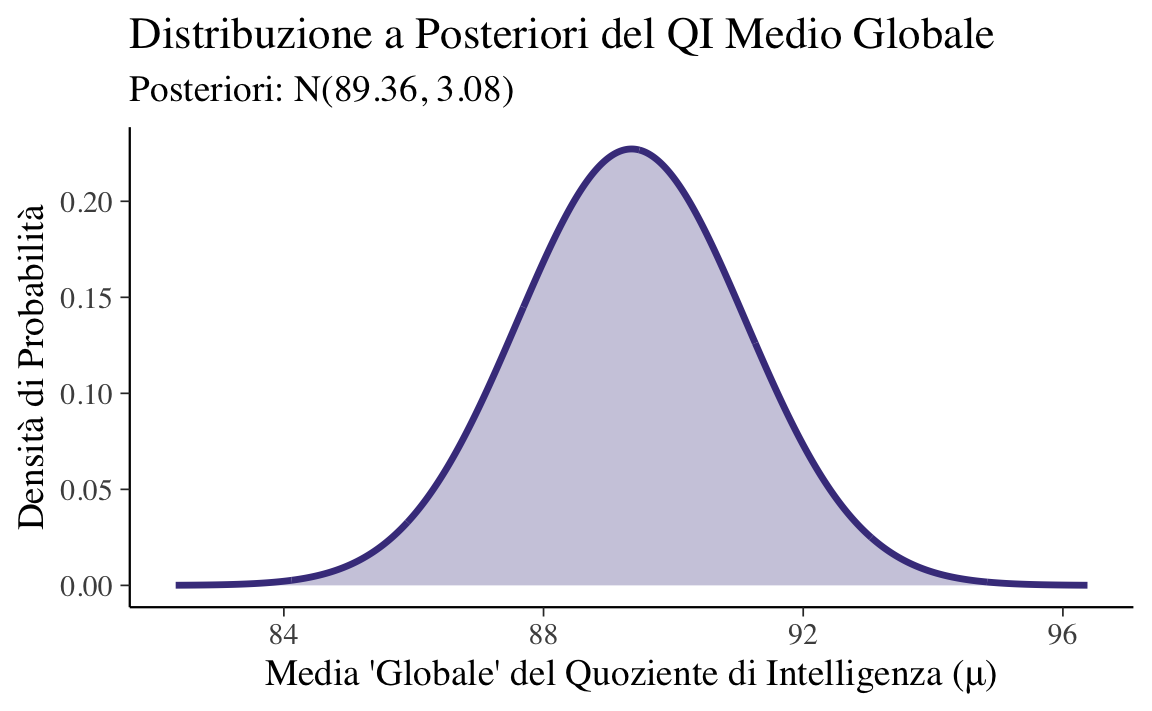 Distribuzione a Posteriori del QI Medio Globale
Posteriori: N(89.36, 3.08)
Densità di Probabilità
0.20
0.15
0.10
0.05
0.00
84 88 92 96
Media 'Globale' del Quoziente di Intelligenza (μ)